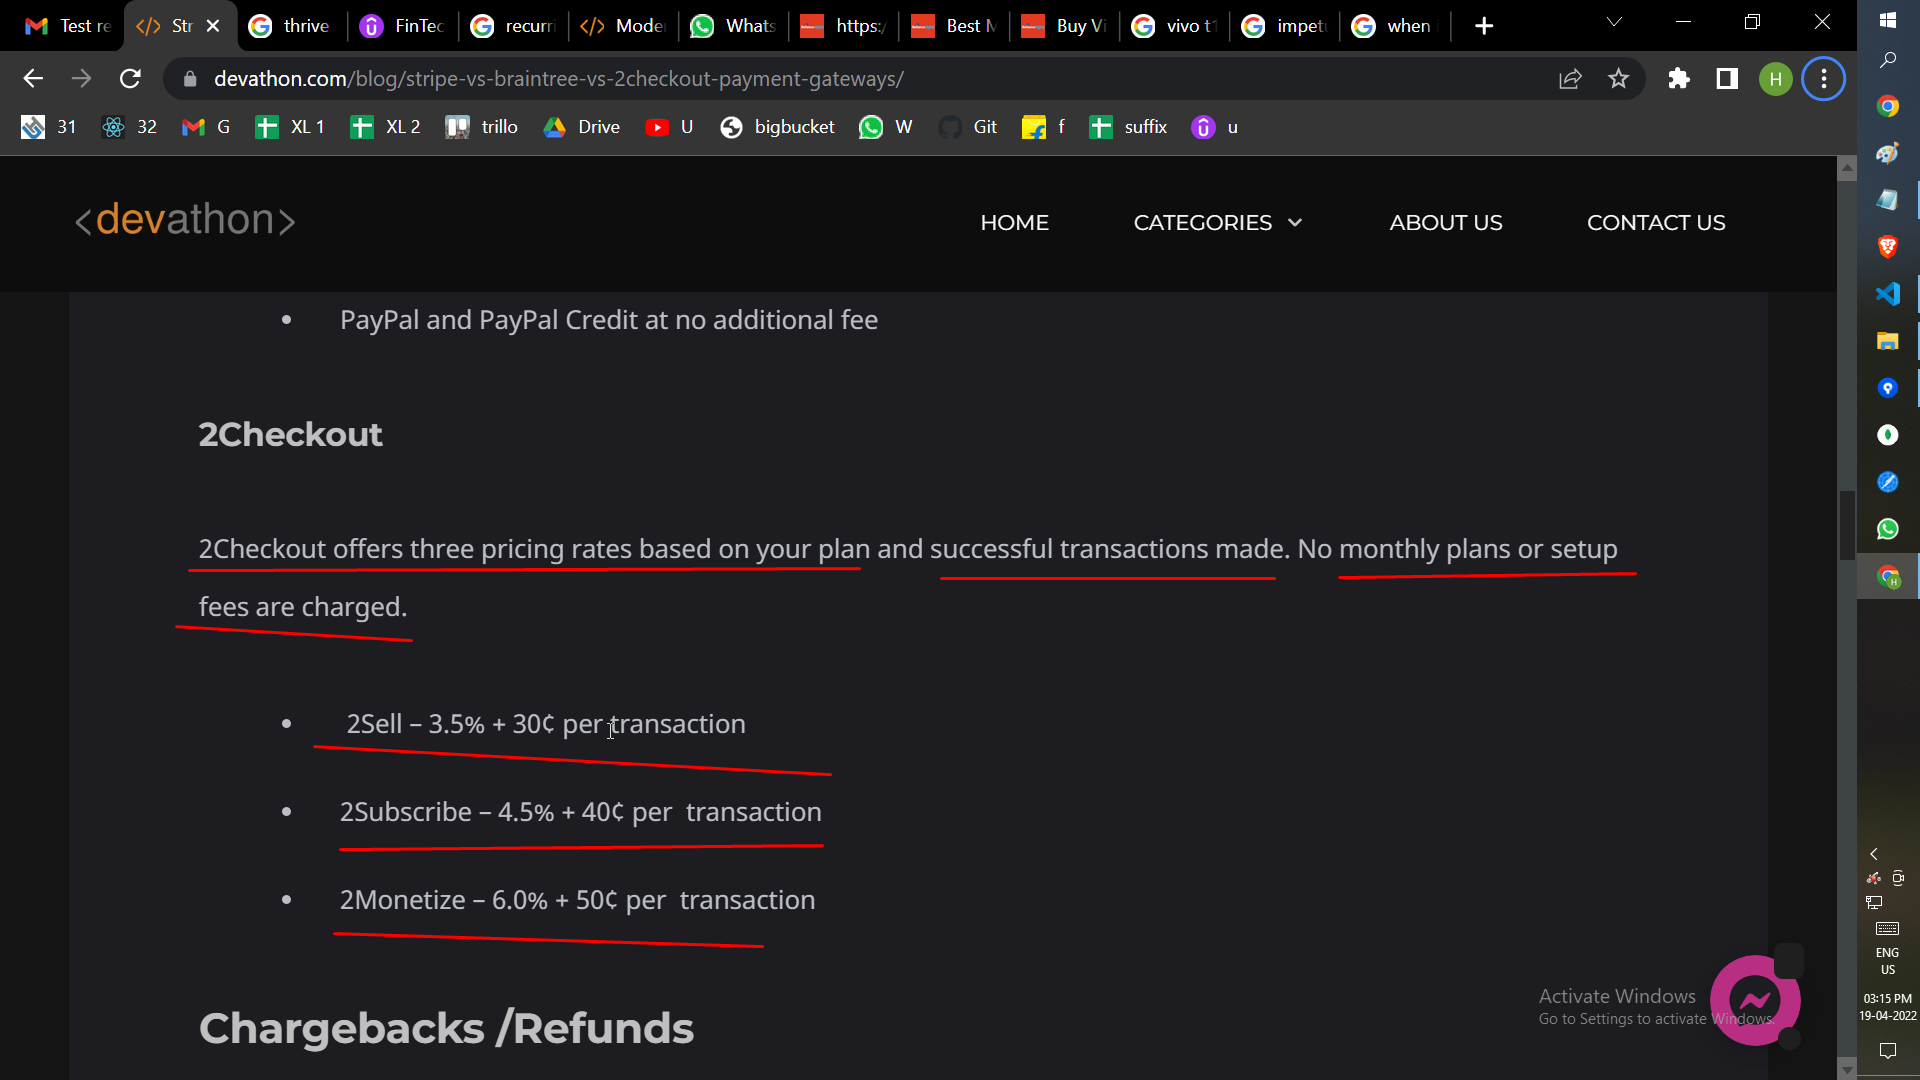 Test re
Str
thrive
FinTec
recurri
Mode
Whats
https:/
Best M
Buy Vi
vivo t1
impetu
when
devathon.com/blog/stripe-vs-braintree-vs-2checkout-payment-gateways/
H
31
32
G
XL 1
XL 2
trillo
Drive
U
bigbucket
W
Git
f
suffix
u
<devathon>
HOME
CATEGORIES
ABOUT US
CONTACT US
PayPal and PayPal Credit at no additional fee
2Checkout
2Checkout offers three pricing rates based on your plan and successful transactions made. No monthly plans or setup
fees are charged.
2Sell – 3.5% + 30¢ per transaction
2Subscribe – 4.5% + 40¢ per transaction
2Monetize – 6.0% + 50¢ per transaction
Chargebacks /Refunds
Activate Windows
Go to Settings to activate Windows.
ENG
US
03:15 PM
19-04-2022